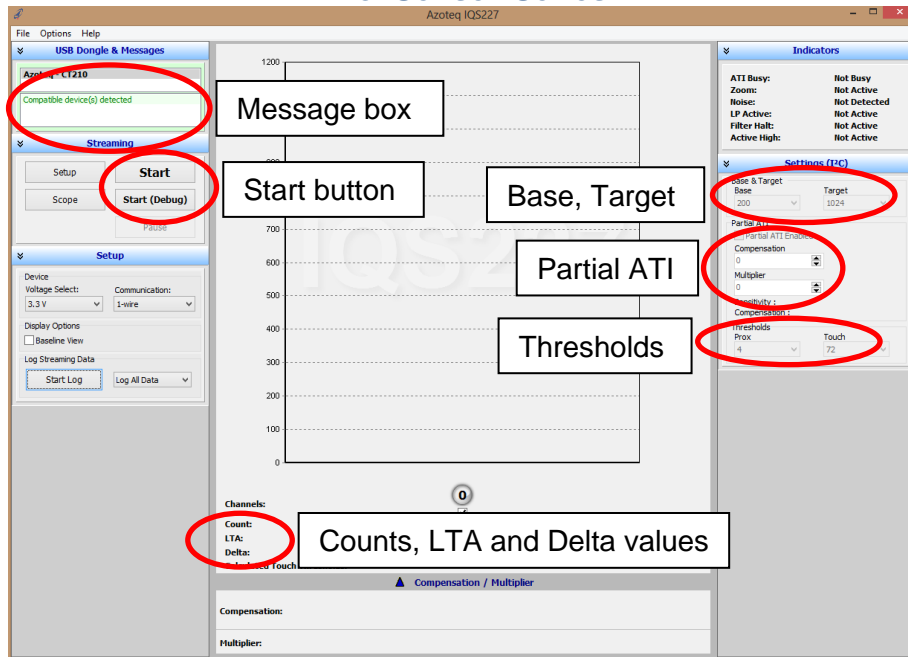 Azoteq IQS227
File Options Help
USB Dongle & Messages
Azoteq - CT210
Compatible device(s) detected
Message box
Streaming
Setup
Start
Scope
Start (Debug)
Pause
Start button
Setup
Device
Voltage Select: Communication:
3.3 V 1-wire
Display Options
Baseline View
Log Streaming Data
Start Log Log All Data
1200
700
600
500
400
300
200
100
0
Channels: 0
Count:
LTA:
Delta:
Counts, LTA and Delta values
Compensation / Multiplier
Compensation:
Multiplier:
Indicators
ATI Busy: Not Busy
Zoom: Not Active
Noise: Not Detected
LP Active: Not Active
Filter Halt: Not Active
Active High: Not Active
Settings (I²C)
Base & Target
Base Target
200 1024
Base, Target
Partial ATI
Partial ATI Enabled
Compensation
0
Multiplier
0
Sensitivity :
Compensation :
Partial ATI
Thresholds
Prox Touch
4 72
Thresholds